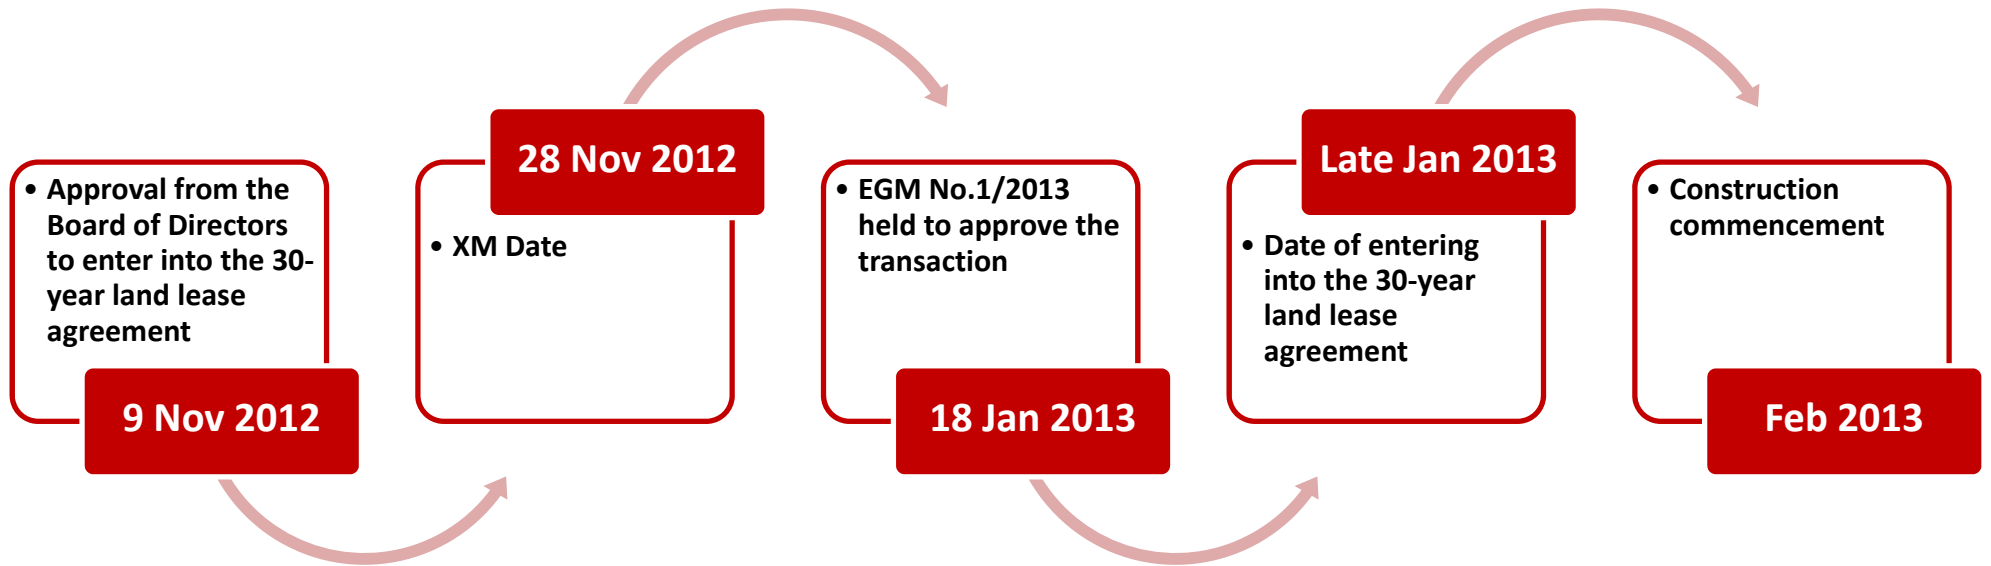 • Approval from the
Board of Directors
to enter into the 30-
year land lease
agreement
9 Nov 2012
28 Nov 2012
• XM Date
• EGM No.1/2013
held to approve the
transaction
18 Jan 2013
Late Jan 2013
• Date of entering
into the 30-year
land lease
agreement
• Construction
commencement
Feb 2013